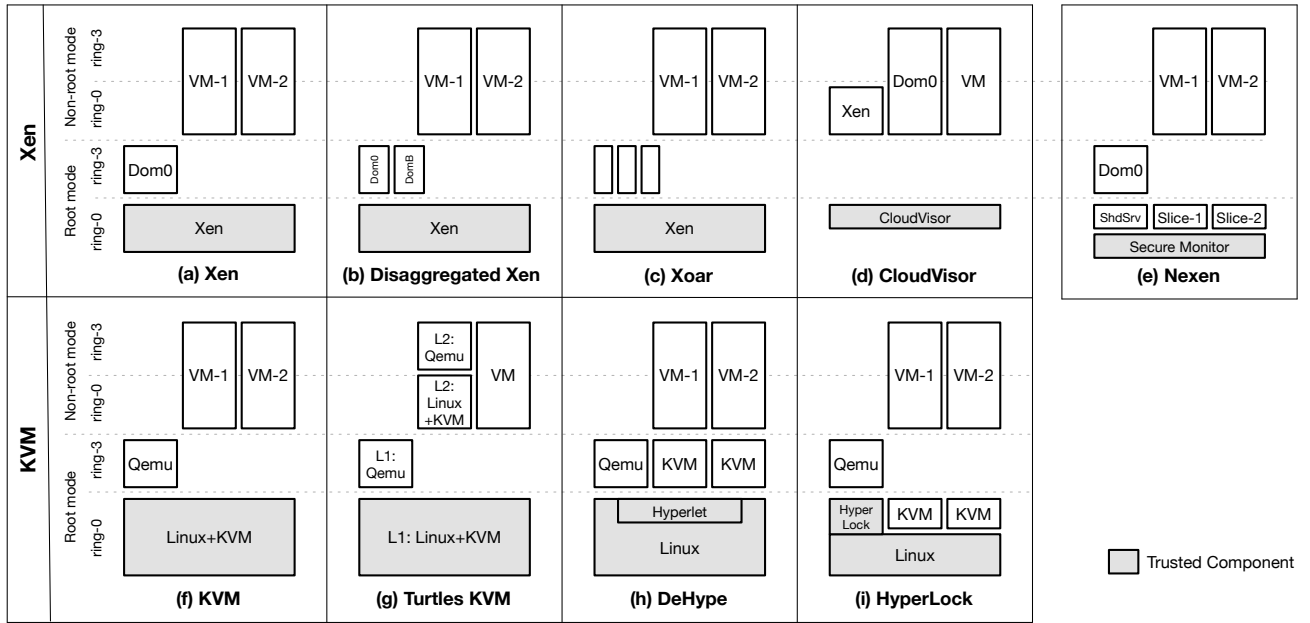 Xen
Non-root mode
ring-3
ring-0
Root mode
ring-3
ring-0
VM-1
VM-2
Dom0
Xen
(a) Xen
VM-1
VM-2
Dom0
DomB
Xen
(b) Disaggregated Xen
VM-1
VM-2
Xen
(c) Xoar
Xen
Dom0
VM
CloudVisor
(d) CloudVisor
VM-1
VM-2
Dom0
ShdSrv
Slice-1
Slice-2
Secure Monitor
(e) Nexen
KVM
Non-root mode
ring-3
ring-0
Root mode
ring-3
ring-0
VM-1
VM-2
Qemu
Linux+KVM
(f) KVM
L2:
Qemu
L2:
Linux
+KVM
VM
L1:
Qemu
L1: Linux+KVM
(g) Turtles KVM
VM-1
VM-2
Qemu
KVM
KVM
Hyperlet
Linux
(h) DeHype
VM-1
VM-2
Qemu
Hyper
Lock
KVM
KVM
Linux
(i) HyperLock
Trusted Component